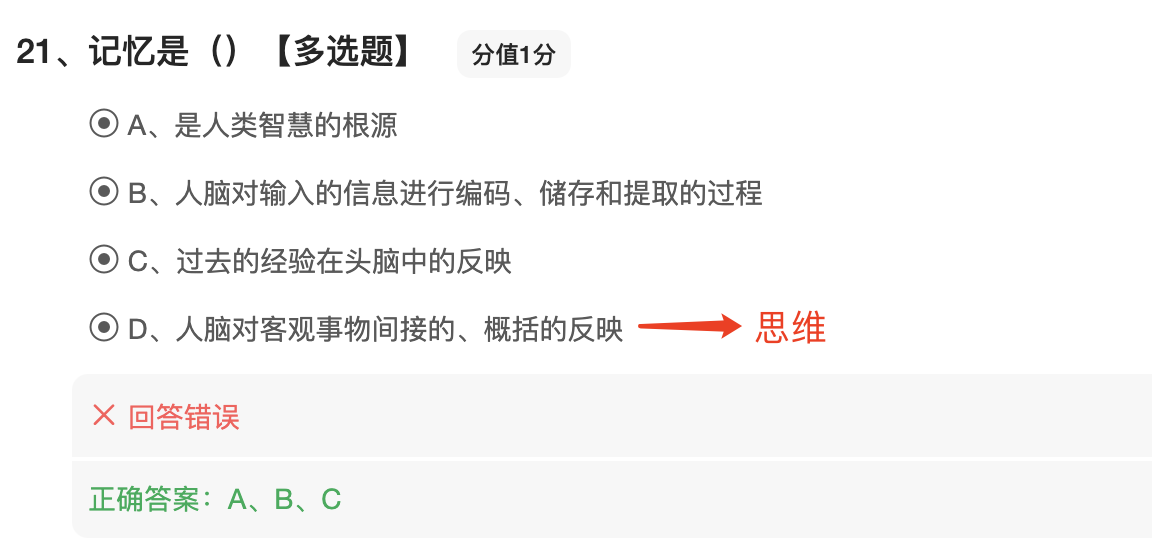 21、记忆是（）【多选题】 分值1分
A、是人类智慧的根源
B、人脑对输入的信息进行编码、储存和提取的过程
C、过去的经验在头脑中的反映
D、人脑对客观事物间接的、概括的反映 思维
回答错误
正确答案：A、B、C